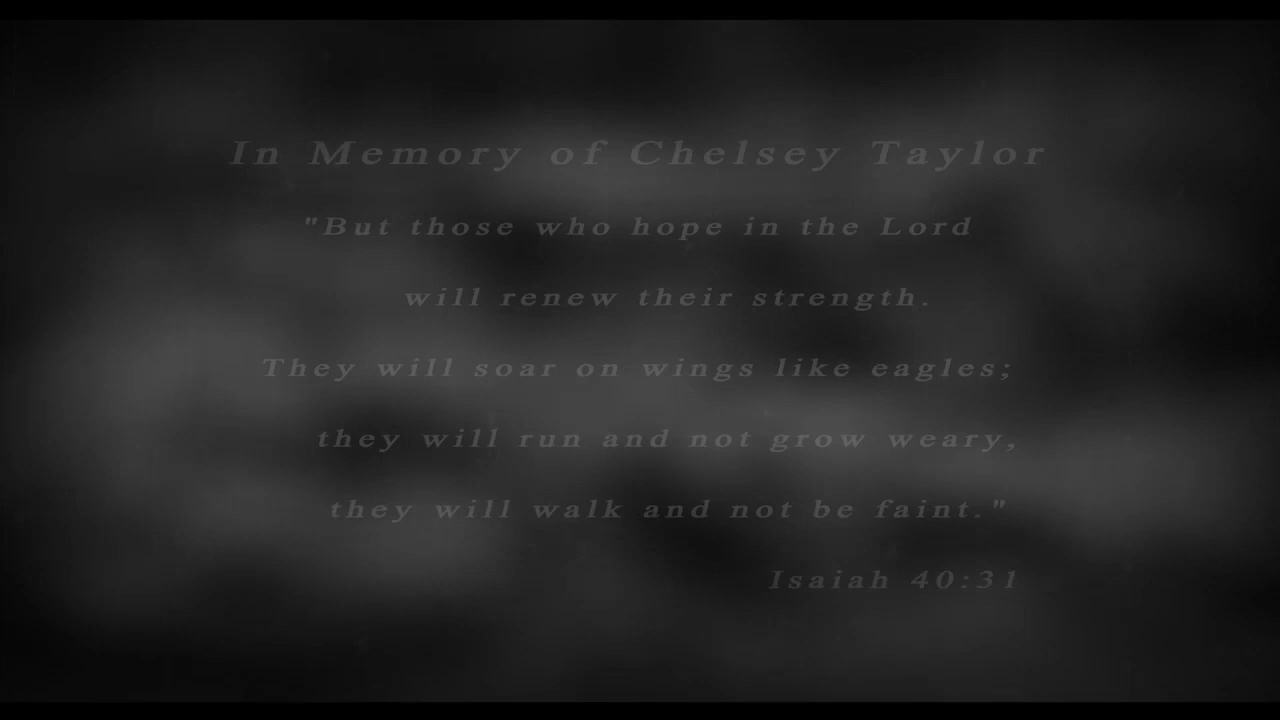 In Memory of Chelsey Taylor
"But those who hope in the Lord
will renew their strength.
They will soar on wings like eagles;
they will run and not grow weary,
they will walk and not be faint."
Isaiah 40:31